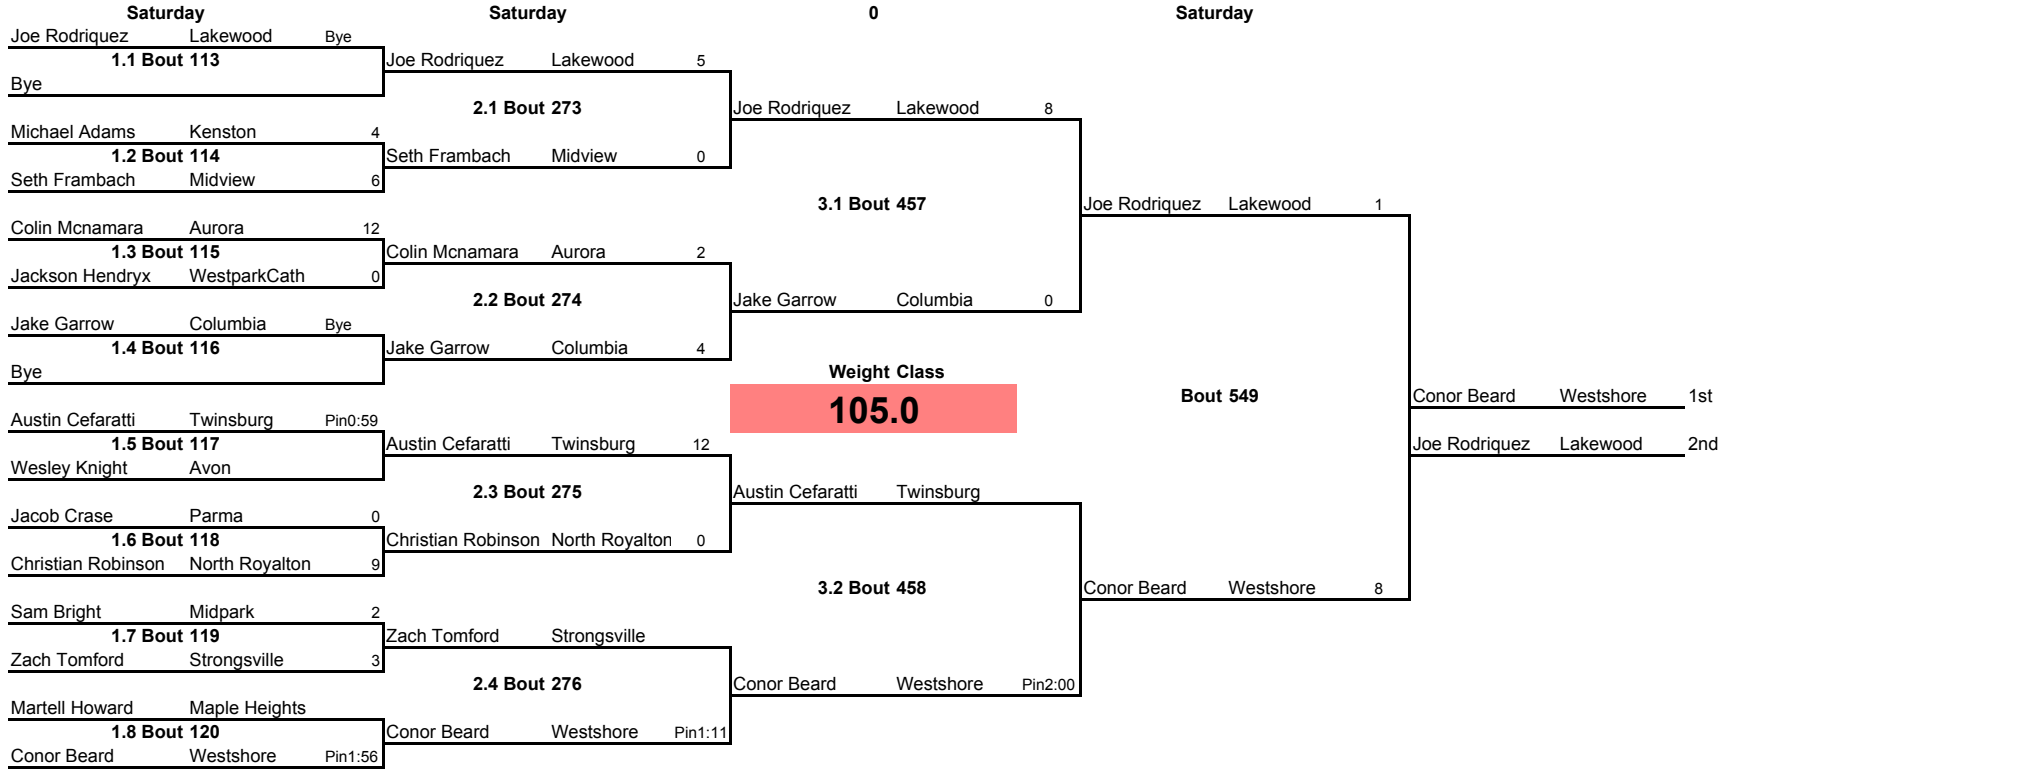 Saturday Saturday 0 Saturday
Joe Rodriquez Lakewood Bye
1.1 Bout 113 Joe Rodriquez Lakewood 5
Bye
2.1 Bout 273 Joe Rodriquez Lakewood 8
Michael Adams Kenston 4
1.2 Bout 114 Seth Frambach Midview 0
Seth Frambach Midview 6
3.1 Bout 457 Joe Rodriquez Lakewood 1
Colin Mcnamara Aurora 12
1.3 Bout 115 Colin Mcnamara Aurora 2
Jackson Hendryx WestparkCath 0
2.2 Bout 274 Jake Garrow Columbia 0
Jake Garrow Columbia Bye
1.4 Bout 116 Jake Garrow Columbia 4
Bye Weight Class
105.0 Bout 549 Conor Beard Westshore 1st
Austin Cefaratti Twinsburg Pin0:59
1.5 Bout 117 Austin Cefaratti Twinsburg 12 Joe Rodriquez Lakewood 2nd
Wesley Knight Avon
2.3 Bout 275 Austin Cefaratti Twinsburg
Jacob Crase Parma 0
1.6 Bout 118 Christian Robinson North Royalton 0
Christian Robinson North Royalton 9
3.2 Bout 458 Conor Beard Westshore 8
Sam Bright Midpark 2
1.7 Bout 119 Zach Tomford Strongsville
Zach Tomford Strongsville 3
2.4 Bout 276 Conor Beard Westshore Pin2:00
Martell Howard Maple Heights
1.8 Bout 120 Conor Beard Westshore Pin1:11
Conor Beard Westshore Pin1:56